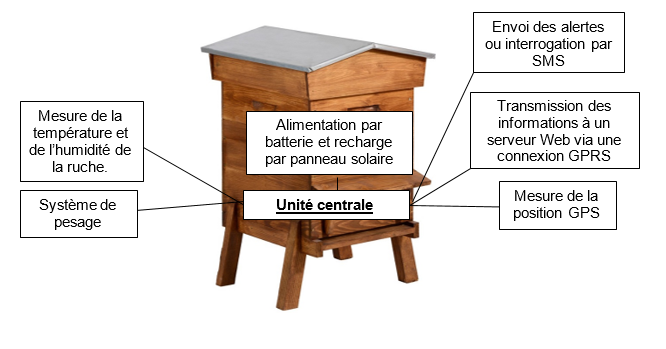 Envoi des alertes
ou interrogation par
SMS
Mesure de la
température et
de l'humidité de
la ruche.
Alimentation par
batterie et recharge
par panneau solaire
Transmission des
informations à un
serveur Web via une
connexion GPRS
Système de
pesage
Unité centrale
Mesure de la
position GPS